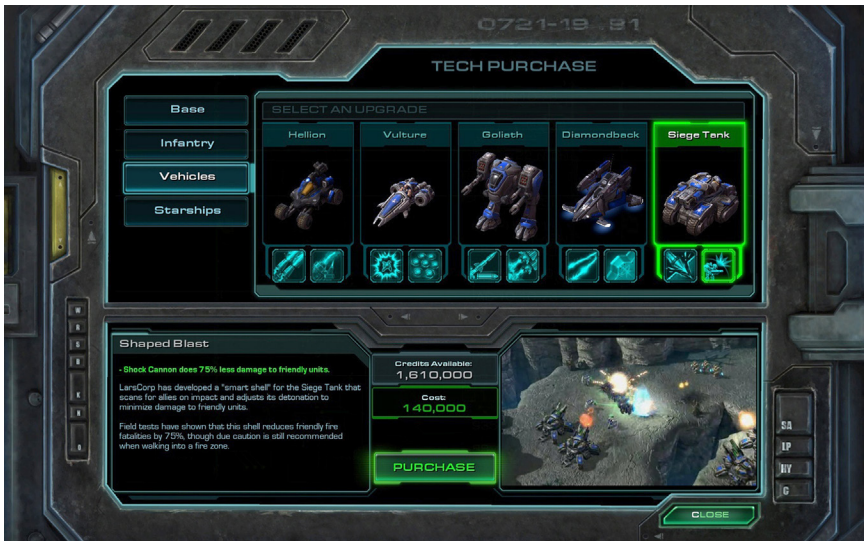 0721-19 .81
TECH PURCHASE
Base
Infantry
Vehicles
Starships
SELECT AN UPGRADE
Hellion
Vulture
Goliath
Diamondback
Siege Tank
Shaped Blast
- Shock Cannon does 75% less damage to friendly units.
LarsCorp has developed a "smart shell" for the Siege Tank that
scans for allies on impact and adjusts its detonation to
minimize damage to friendly units.
Field tests have shown that this shell reduces friendly fire
fatalities by 75%, though due caution is still recommended
when walking into a fire zone.
Credits Available:
1,610,000
Cost:
140,000
PURCHASE
SA
LP
NY
G
CLOSE